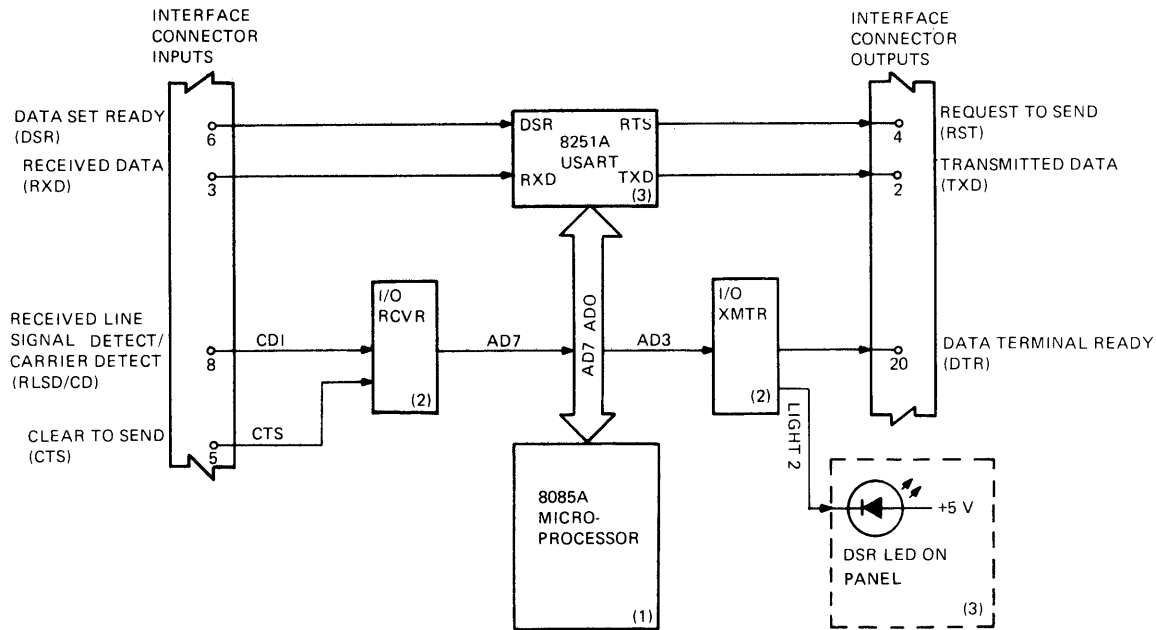 INTERFACE
CONNECTOR
INPUTS
INTERFACE
CONNECTOR
OUTPUTS
DATA SET READY
(DSR)
6
RECEIVED DATA
(RXD)
3
DSR RTS
8251A
USART
RXD TXD
(3)
4
REQUEST TO SEND
(RST)
2
TRANSMITTED DATA
(TXD)
RECEIVED LINE
SIGNAL DETECT/
CARRIER DETECT
(RLSD/CD)
8
CDI
I/O
RCVR
(2)
AD7
AD7 AD0
AD3
I/O
XMTR
(2)
20
DATA TERMINAL READY
(DTR)
CLEAR TO SEND
(CTS)
5
CTS
LIGHT 2
8085A
MICRO-
PROCESSOR
(1)
+5 V
DSR LED ON
PANEL
(3)